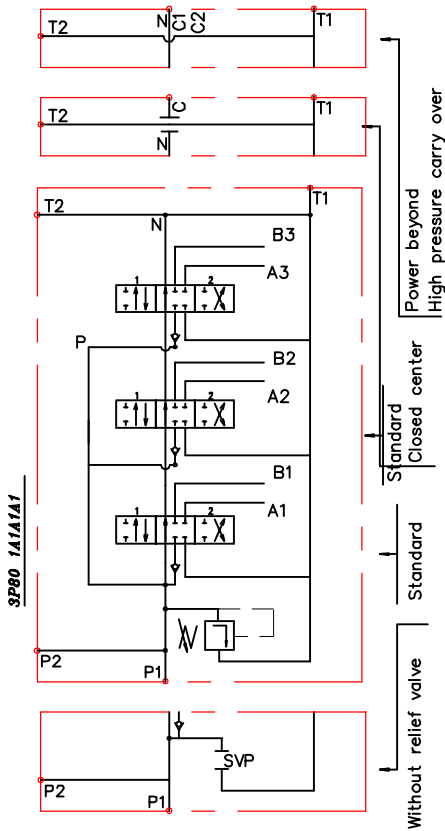 T2
N
C1
C2
T1
T2
C
N
T1
T2
N
T1
B3
A3
1
2
P
B2
A2
1
2
B1
A1
1
2
3P80 1A1A1A1
P2
P1
P2
P1
SVP
Without relief valve
Standard
Standard
Closed center
Power beyond
High pressure carry over